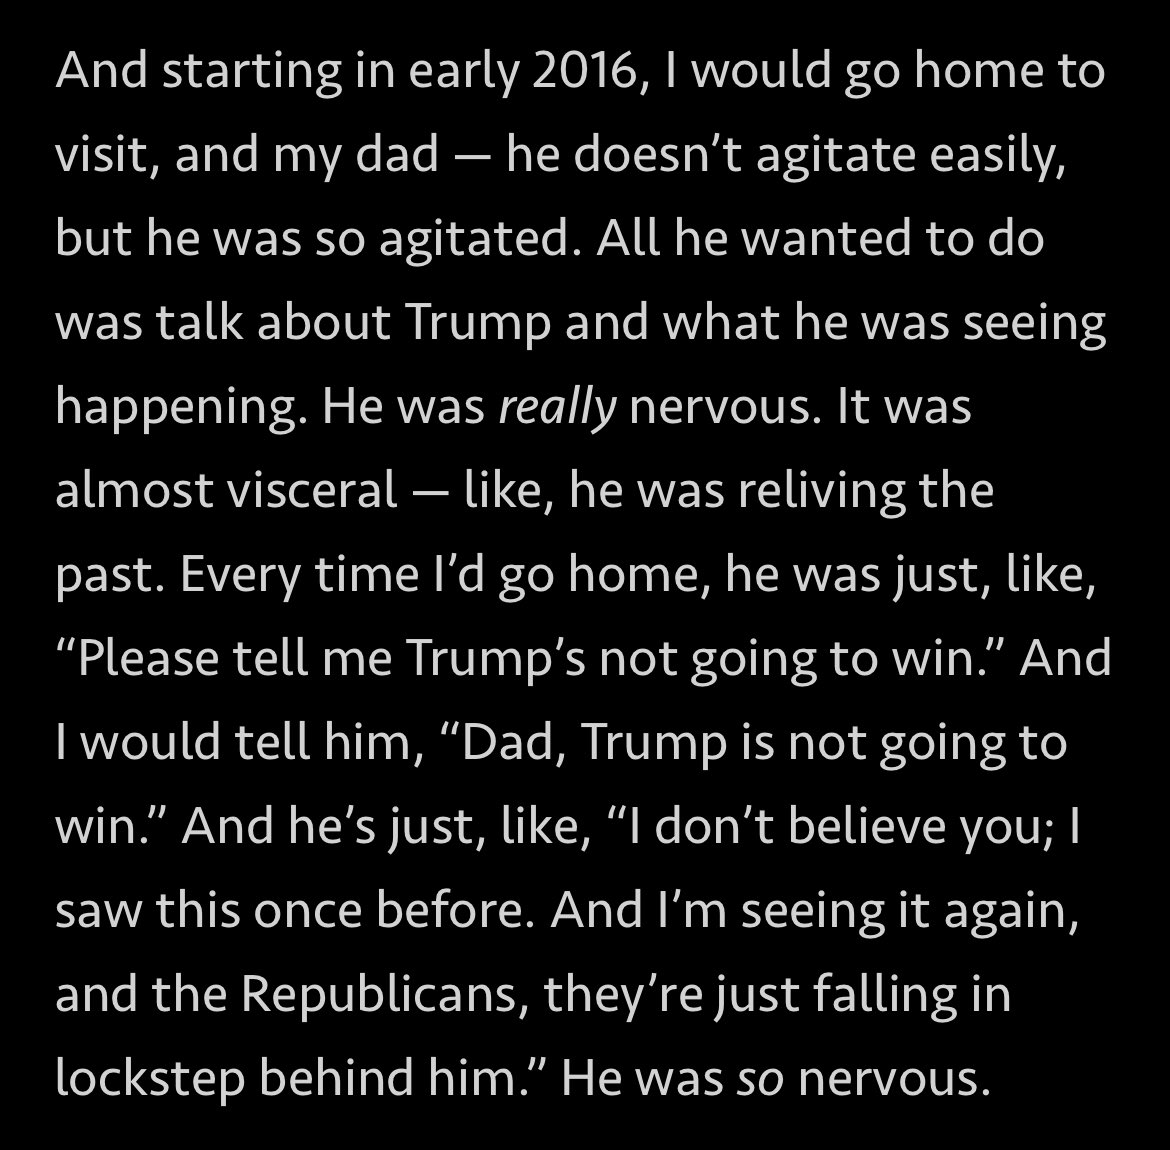 And starting in early 2016, I would go home to
visit, and my dad — he doesn’t agitate easily,
but he was so agitated. All he wanted to do
was talk about Trump and what he was seeing
happening. He was really nervous. It was
almost visceral — like, he was reliving the
past. Every time I’d go home, he was just, like,
“Please tell me Trump’s not going to win.” And
I would tell him, “Dad, Trump is not going to
win.” And he’s just, like, “I don’t believe you; I
saw this once before. And I’m seeing it again,
and the Republicans, they’re just falling in
lockstep behind him.” He was so nervous.